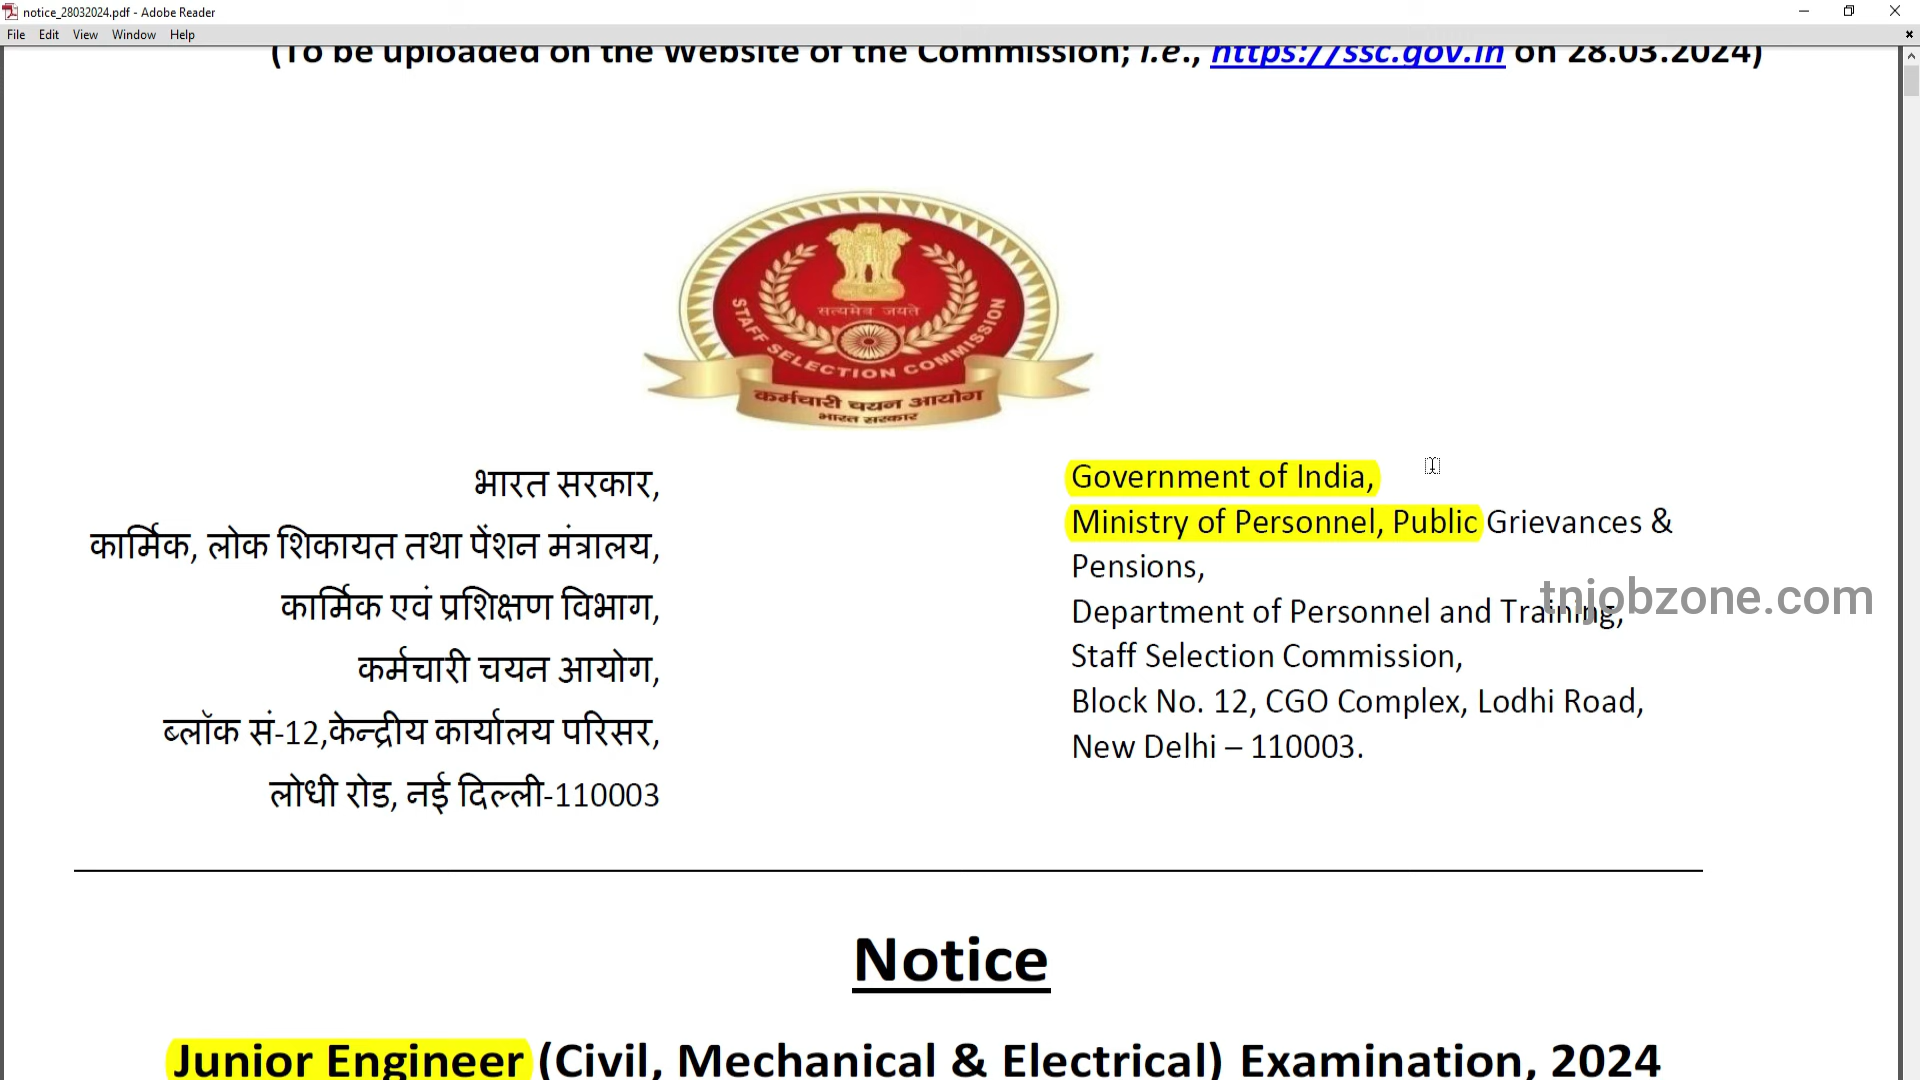 notice_28032024.pdf - Adobe Reader
File Edit View Window Help
(To be uploaded on the Website of the Commission; i.e., https://ssc.gov.in on 28.03.2024)
सत्यमेव जयते
STAFF SELECTION COMMISSION
कर्मचारी चयन आयोग
भारत सरकार
भारत सरकार,
कार्मिक, लोक शिकायत तथा पेंशन मंत्रालय,
कार्मिक एवं प्रशिक्षण विभाग,
कर्मचारी चयन आयोग,
ब्लॉक सं-12,केन्द्रीय कार्यालय परिसर,
लोधी रोड, नई दिल्ली-110003
Government of India,
Ministry of Personnel, Public Grievances &
Pensions,
Department of Personnel and Training,
Staff Selection Commission,
Block No. 12, CGO Complex, Lodhi Road,
New Delhi – 110003.
tnjobzone.com
Notice
Junior Engineer (Civil, Mechanical & Electrical) Examination, 2024